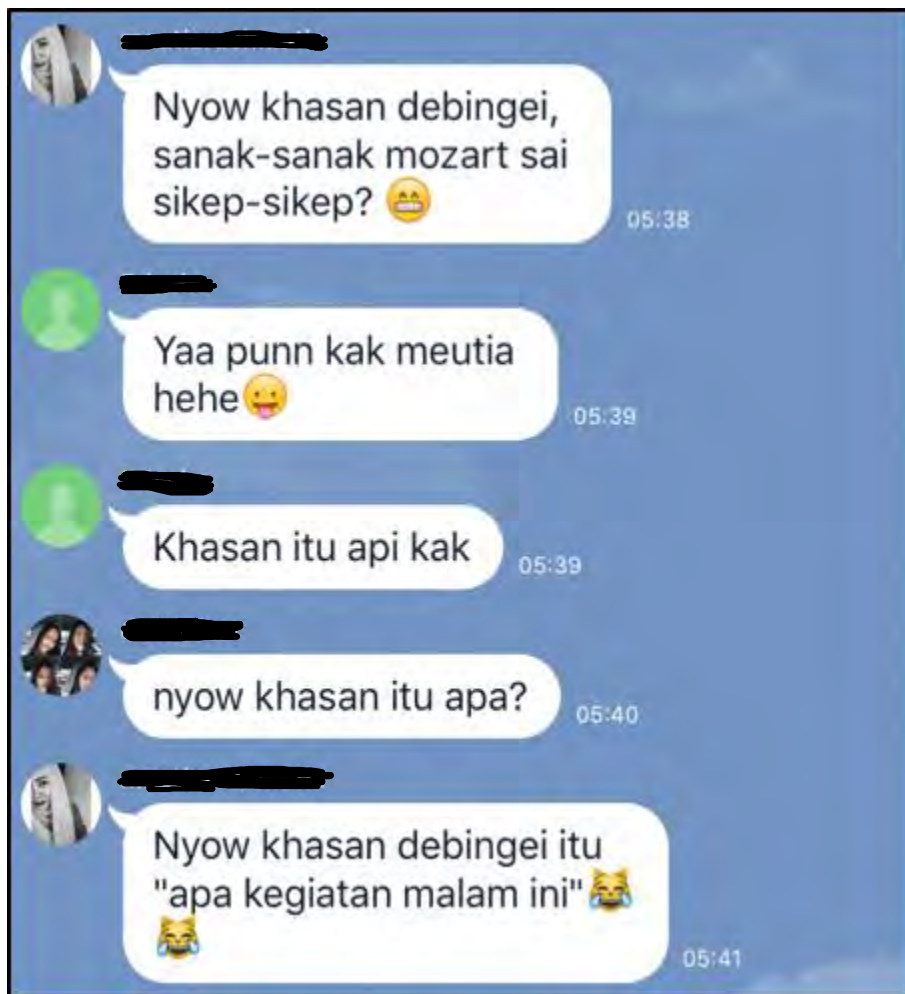 Nyow khasan debingei,
sanak-sanak mozart sai
sikep-sikep? 😁
05:38
Yaa punn kak meutia
hehe😛
05:39
Khasan itu api kak
05:39
nyow khasan itu apa?
05:40
Nyow khasan debingei itu
"apa kegiatan malam ini"😹
😹
05:41